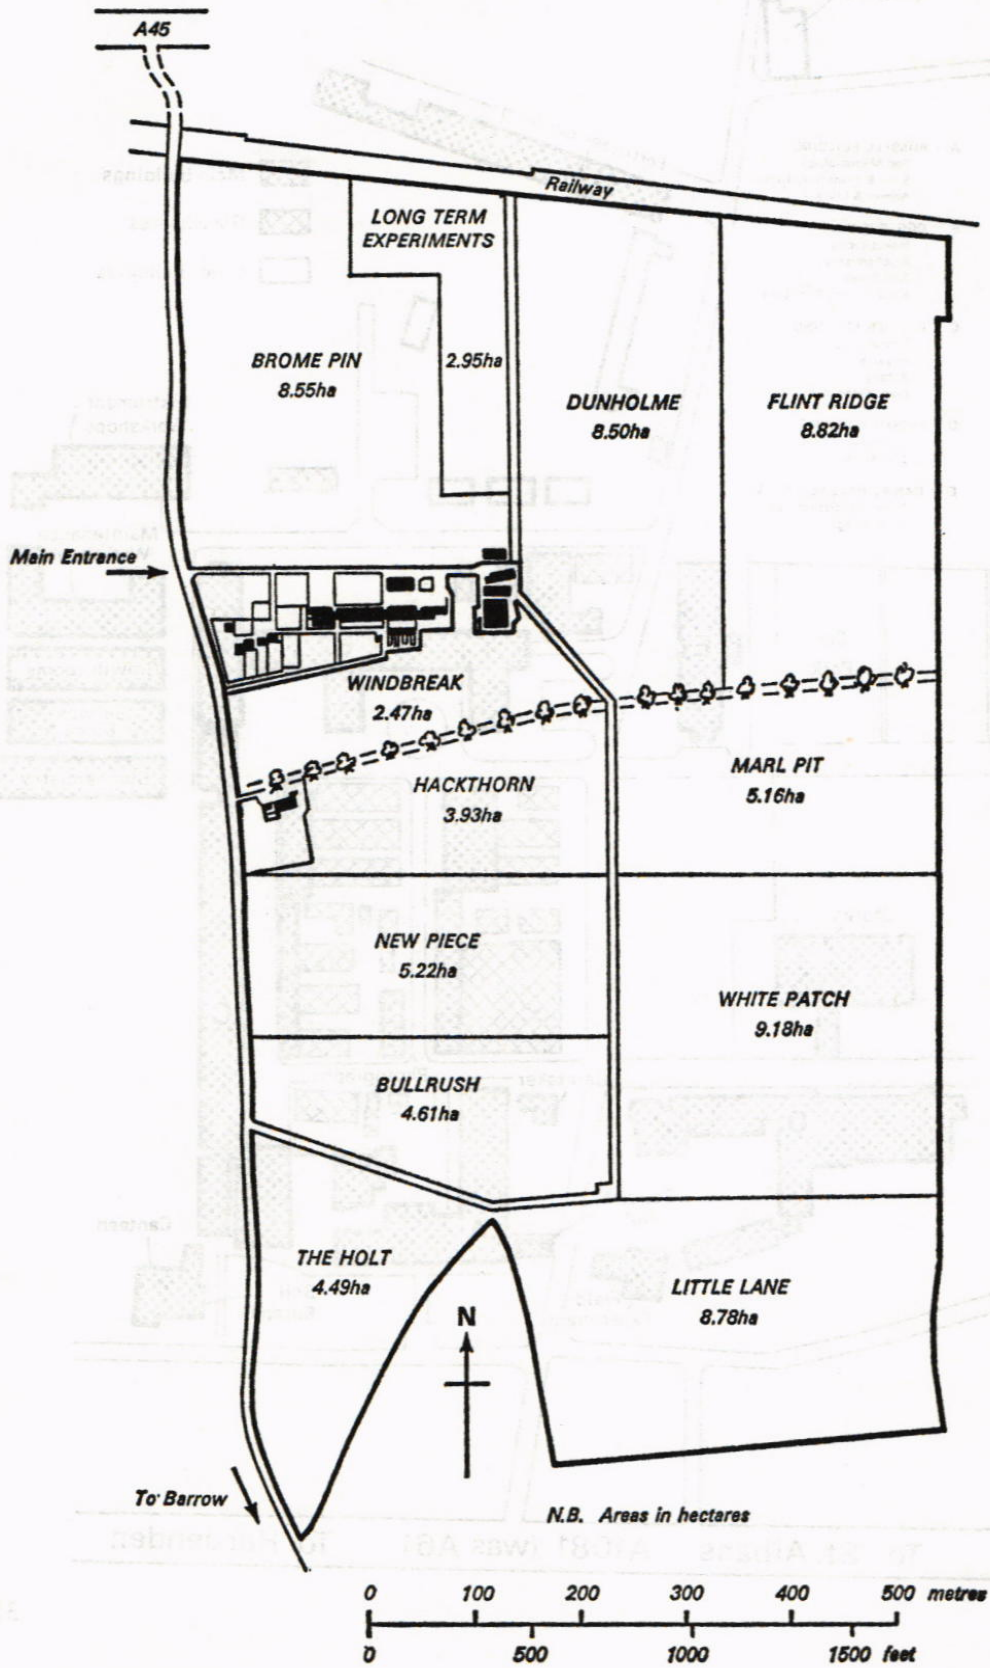 A45
Railway
LONG TERM
EXPERIMENTS
BROME PIN
8.55ha
2.95ha
DUNHOLME
8.50ha
FLINT RIDGE
8.82ha
Main Entrance
WINDBREAK
2.47ha
HACKTHORN
3.93ha
MARL PIT
5.16ha
NEW PIECE
5.22ha
WHITE PATCH
9.18ha
BULLRUSH
4.61ha
THE HOLT
4.49ha
LITTLE LANE
8.78ha
N
To Barrow
N.B. Areas in hectares
0 100 200 300 400 500 metres
0 500 1000 1500 feet